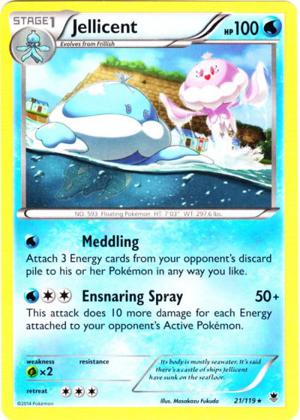 STAGE1
Jellicent
HP100
Evolves from Frillish
NO. 593 Floating Pokémon HT: 7'03" WT: 297.6 lbs.
Meddling
Attach 3 Energy cards from your opponent's discard
pile to his or her Pokémon in any way you like.
Ensnaring Spray 50+
This attack does 10 more damage for each Energy
attached to your opponent's Active Pokémon.
weakness
resistance
×2
retreat
Its body is mostly seawater. It's said
there's a castle of ships Jellicent
have sunk on the seafloor.
©2014 Pokémon
Illus. Masakazu Fukuda
21/119★